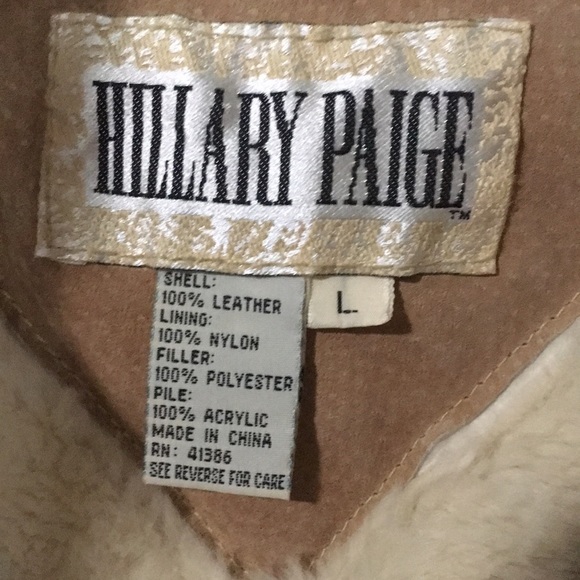 HILLARY PAIGE
TM
SHELL:
100% LEATHER
LINING:
100% NYLON
FILLER:
100% POLYESTER
PILE:
100% ACRYLIC
MADE IN CHINA
RN: 41386
SEE REVERSE FOR CARE
L